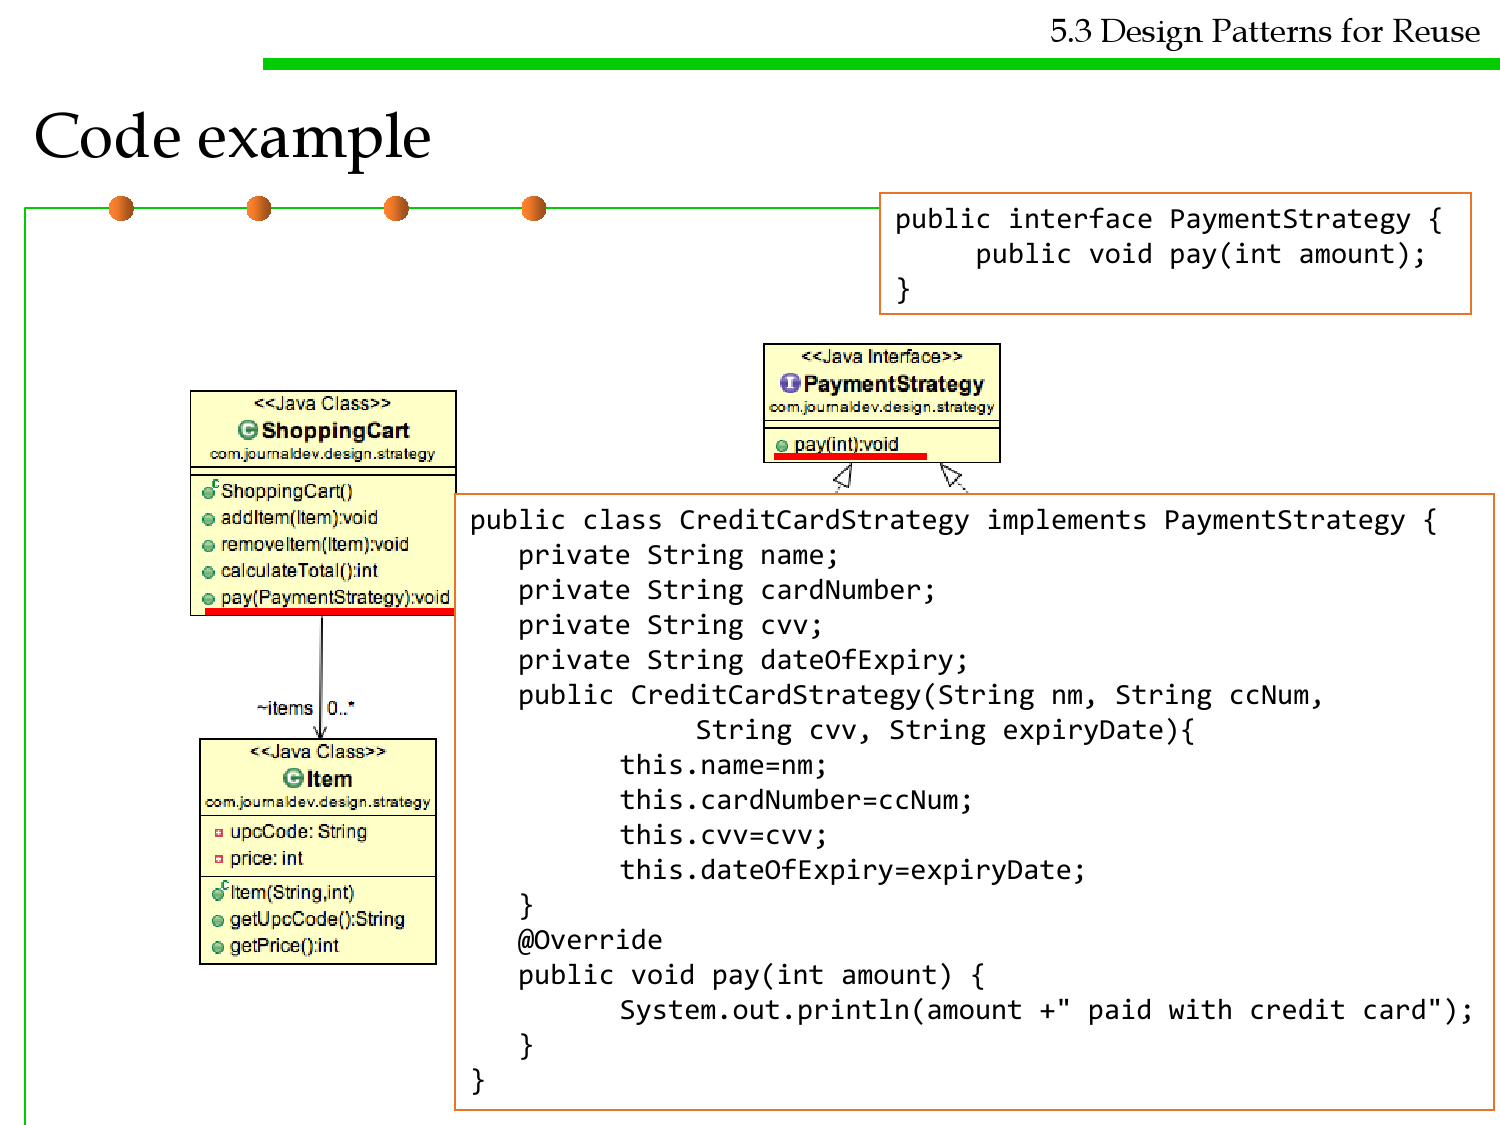 5.3 Design Patterns for Reuse
Code example
public interface PaymentStrategy {
public void pay(int amount);
}
<<Java Interface>>
PaymentStrategy
com.journaldev.design.strategy
pay(int):void
<<Java Class>>
ShoppingCart
com.journaldev.design.strategy
ShoppingCart()
addItem(Item):void
removeItem(Item):void
calculateTotal():int
pay(PaymentStrategy):void
~items 0..*
<<Java Class>>
Item
com.journaldev.design.strategy
upcCode: String
price: int
Item(String,int)
getUpcCode():String
getPrice():int
public class CreditCardStrategy implements PaymentStrategy {
private String name;
private String cardNumber;
private String cvv;
private String dateOfExpiry;
public CreditCardStrategy(String nm, String ccNum,
String cvv, String expiryDate){
this.name=nm;
this.cardNumber=ccNum;
this.cvv=cvv;
this.dateOfExpiry=expiryDate;
}
@Override
public void pay(int amount) {
System.out.println(amount +" paid with credit card");
}
}